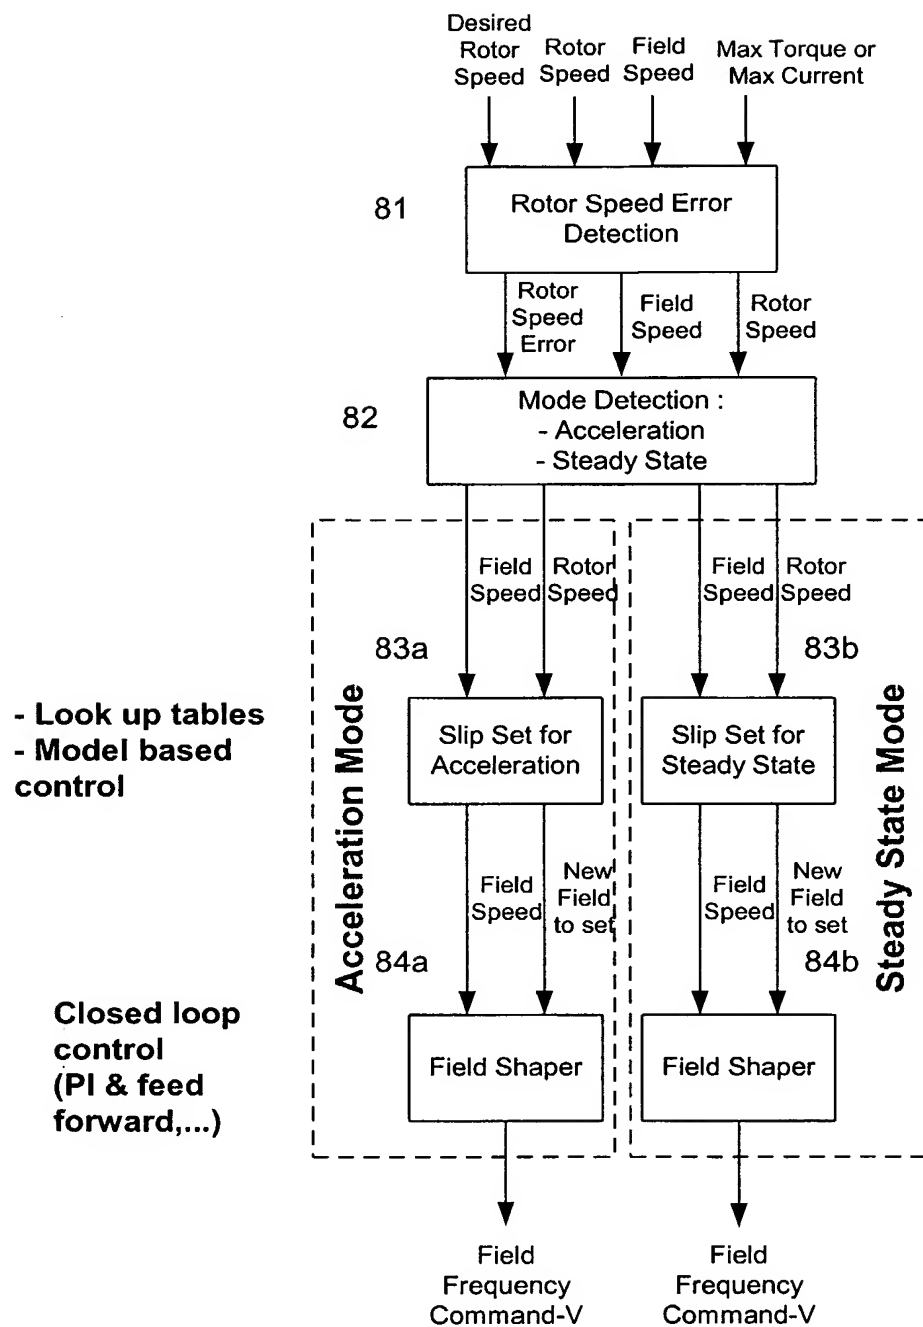 Desired
Rotor
Speed
Rotor
Speed
Field
Speed
Max Torque or
Max Current
81
Rotor Speed Error
Detection
Rotor
Speed
Error
Field
Speed
Rotor
Speed
82
Mode Detection :
- Acceleration
- Steady State
Field
Speed
Rotor
Speed
Field
Speed
Rotor
Speed
83a
83b
- Look up tables
- Model based
control
Acceleration Mode
Slip Set for
Acceleration
Slip Set for
Steady State
Steady State Mode
Field
Speed
New
Field
to set
Field
Speed
New
Field
to set
84a
84b
Closed loop
control
(PI & feed
forward,...)
Field Shaper
Field Shaper
Field
Frequency
Command-V
Field
Frequency
Command-V